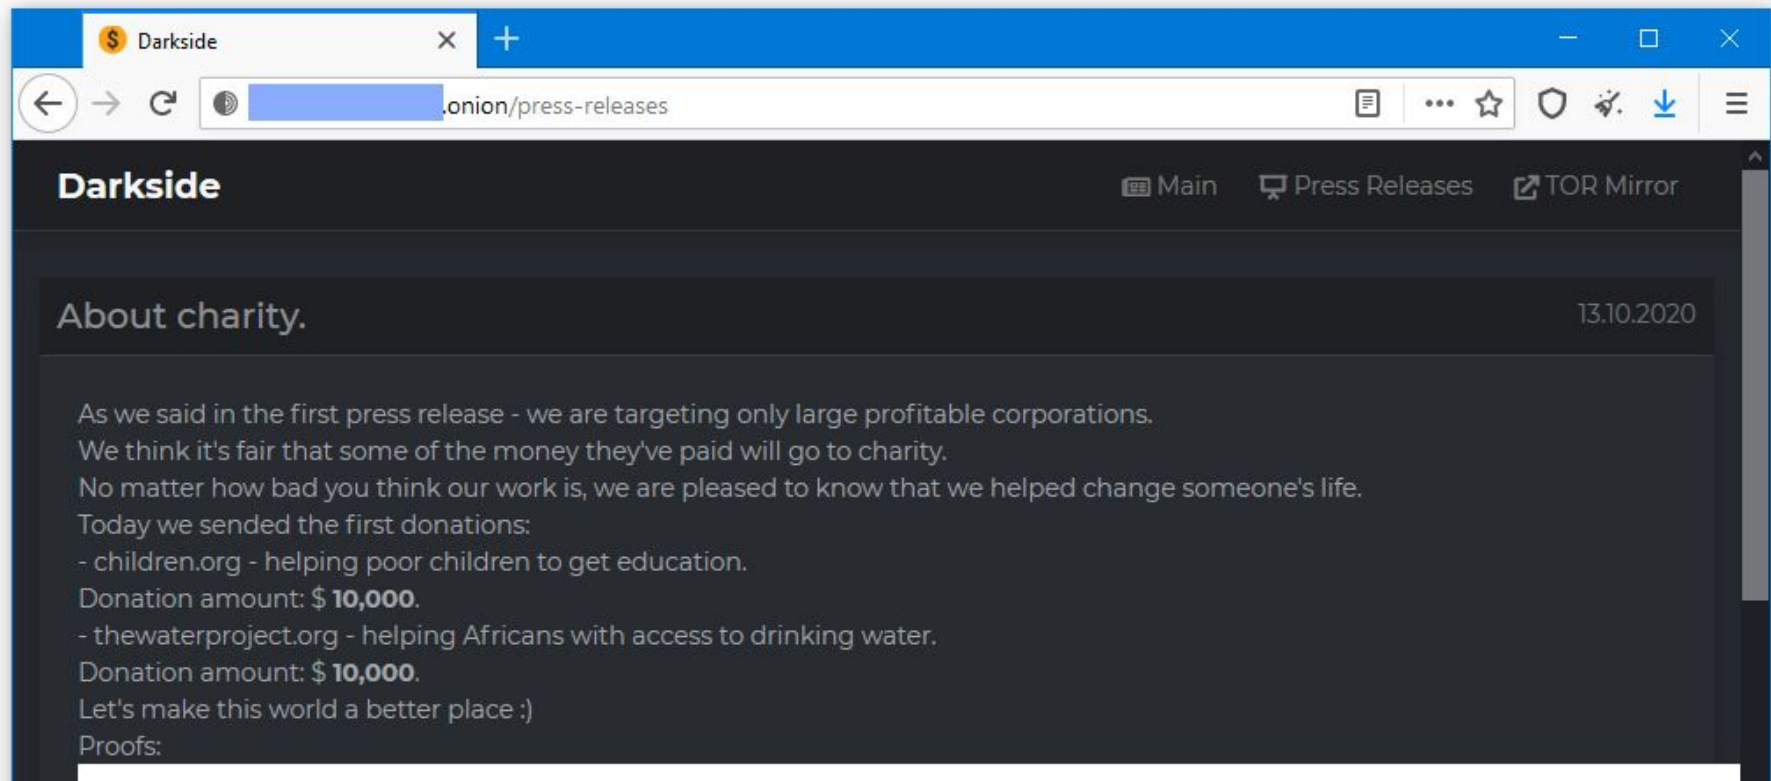 Darkside
.onion/press-releases
Darkside
Main
Press Releases
TOR Mirror
About charity.
13.10.2020
As we said in the first press release - we are targeting only large profitable corporations.
We think it's fair that some of the money they've paid will go to charity.
No matter how bad you think our work is, we are pleased to know that we helped change someone's life.
Today we sended the first donations:
- children.org - helping poor children to get education.
Donation amount: $ 10,000.
- thewaterproject.org - helping Africans with access to drinking water.
Donation amount: $ 10,000.
Let's make this world a better place :)
Proofs: